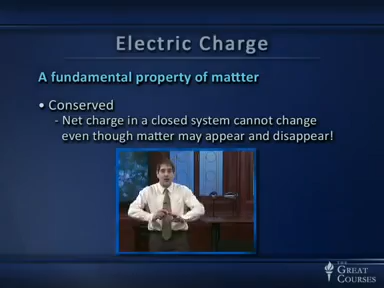 Electric Charge
A fundamental property of mattter
• Conserved
- Net charge in a closed system cannot change
even though matter may appear and disappear!
THE
GREAT
COURSES